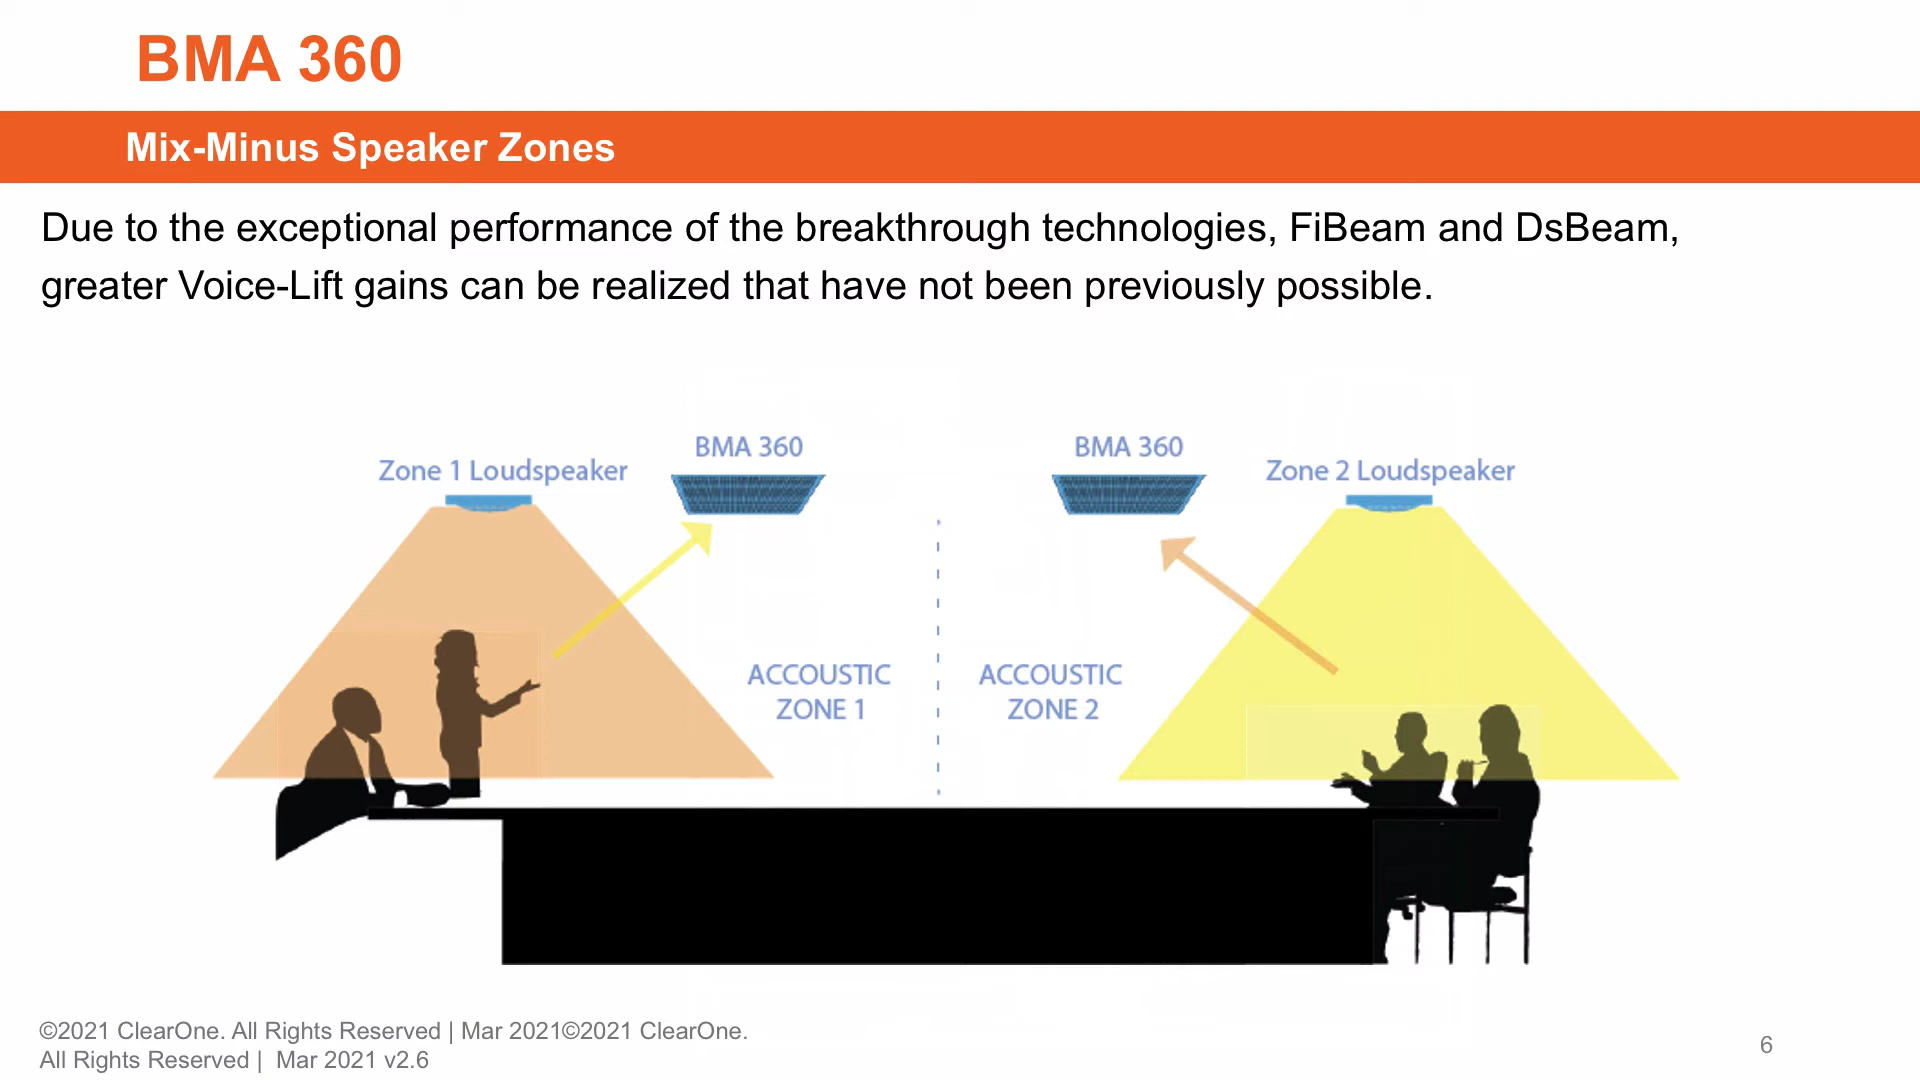 BMA 360
Mix-Minus Speaker Zones
Due to the exceptional performance of the breakthrough technologies, FiBeam and DsBeam,
greater Voice-Lift gains can be realized that have not been previously possible.
Zone 1 Loudspeaker
BMA 360
BMA 360
Zone 2 Loudspeaker
ACCOUSTIC
ZONE 1
ACCOUSTIC
ZONE 2
©2021 ClearOne. All Rights Reserved | Mar 2021©2021 ClearOne.
All Rights Reserved | Mar 2021 v2.6
6